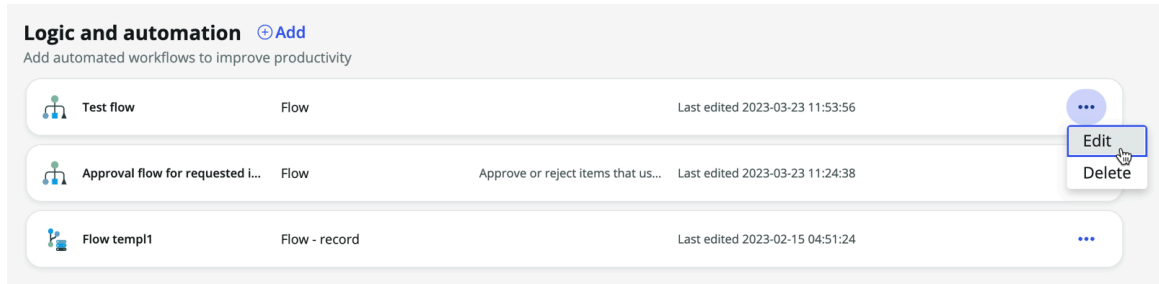 Logic and automation Add
Add automated workflows to improve productivity
Test flow Flow Last edited 2023-03-23 11:53:56
Edit
Approval flow for requested i... Flow Approve or reject items that us... Last edited 2023-03-23 11:24:38
Delete
Flow templ1 Flow - record Last edited 2023-02-15 04:51:24